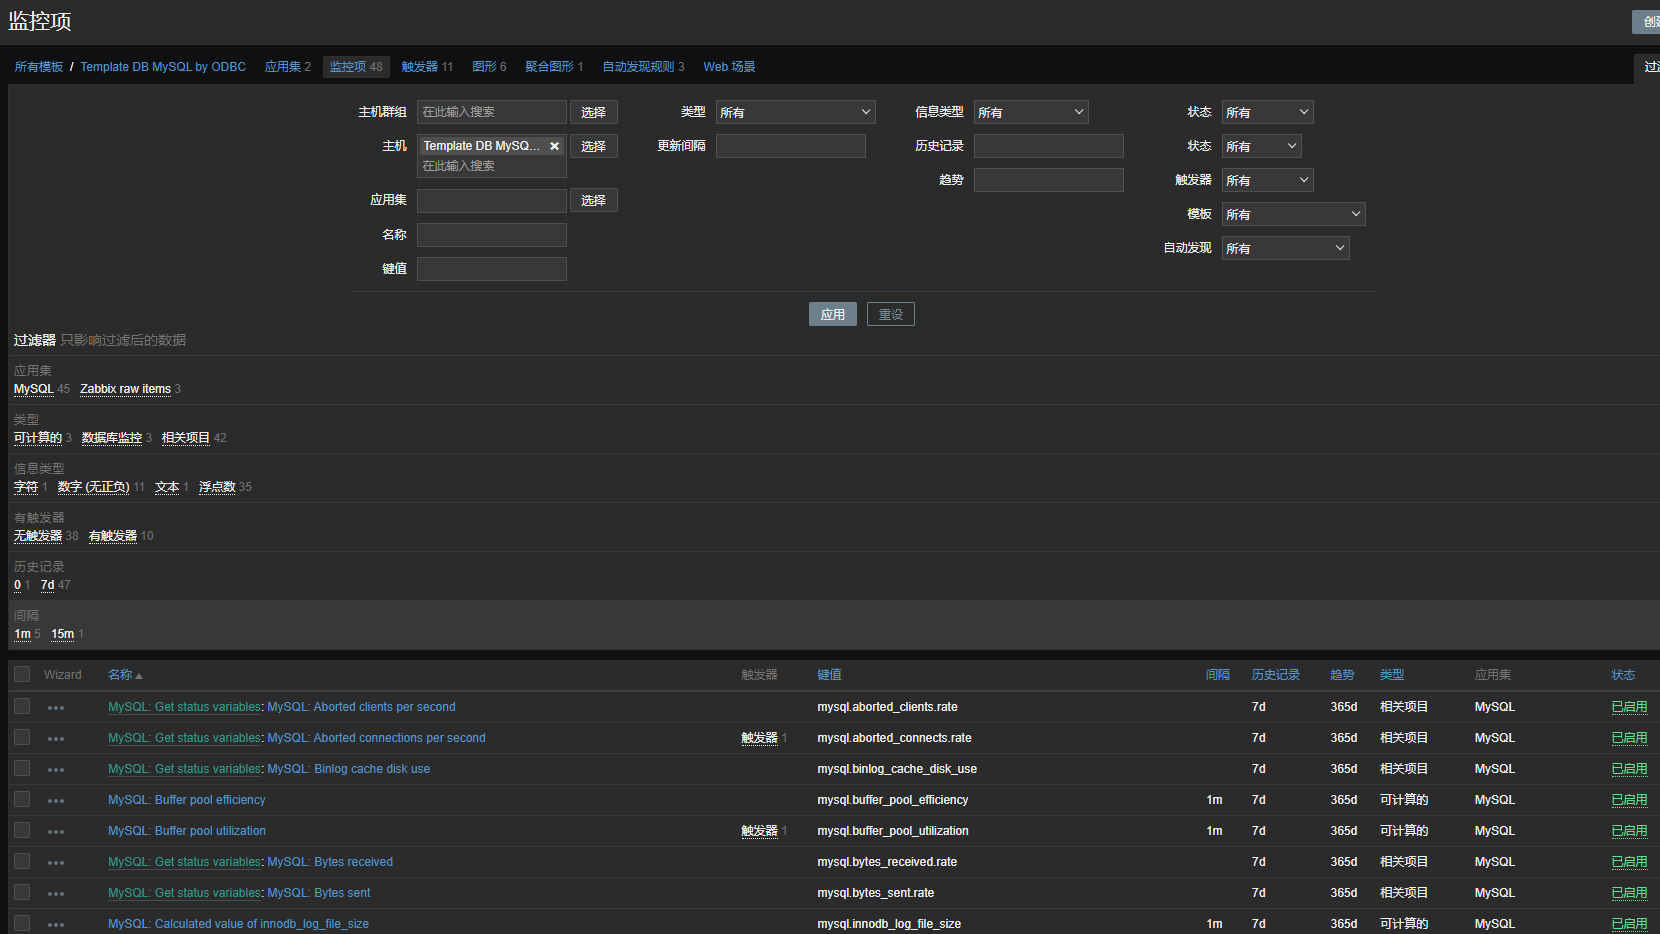 监控项
所有模板 / Template DB MySQL by ODBC 应用集 2 监控项 48 触发器 11 图形 6 聚合图形 1 自动发现规则 3 Web 场景
主机群组 在此输入搜索 选择 类型 所有 信息类型 所有 状态 所有
主机 Template DB MySQ... 选择 更新间隔 历史记录 状态 所有
在此输入搜索
趋势 触发器 所有
应用集 选择
模板 所有
名称
自动发现 所有
键值
应用 重设
过滤器 只影响过滤后的数据
应用集
MySQL 45 Zabbix raw items 3
类型
可计算的 3 数据库监控 3 相关项目 42
信息类型
字符 1 数字 (无正负) 11 文本 1 浮点数 35
有触发器
无触发器 38 有触发器 10
历史记录
0 1 7d 47
间隔
1m 5 15m 1
Wizard 名称 触发器 键值 间隔 历史记录 趋势 类型 应用集 状态
MySQL: Get status variables: MySQL: Aborted clients per second mysql.aborted_clients.rate 7d 365d 相关项目 MySQL 已启用
MySQL: Get status variables: MySQL: Aborted connections per second 触发器 1 mysql.aborted_connects.rate 7d 365d 相关项目 MySQL 已启用
MySQL: Get status variables: MySQL: Binlog cache disk use mysql.binlog_cache_disk_use 7d 365d 相关项目 MySQL 已启用
MySQL: Buffer pool efficiency mysql.buffer_pool_efficiency 1m 7d 365d 可计算的 MySQL 已启用
MySQL: Buffer pool utilization 触发器 1 mysql.buffer_pool_utilization 1m 7d 365d 可计算的 MySQL 已启用
MySQL: Get status variables: MySQL: Bytes received mysql.bytes_received.rate 7d 365d 相关项目 MySQL 已启用
MySQL: Get status variables: MySQL: Bytes sent mysql.bytes_sent.rate 7d 365d 相关项目 MySQL 已启用
MySQL: Calculated value of innodb_log_file_size mysql.innodb_log_file_size 1m 7d 365d 可计算的 MySQL 已启用